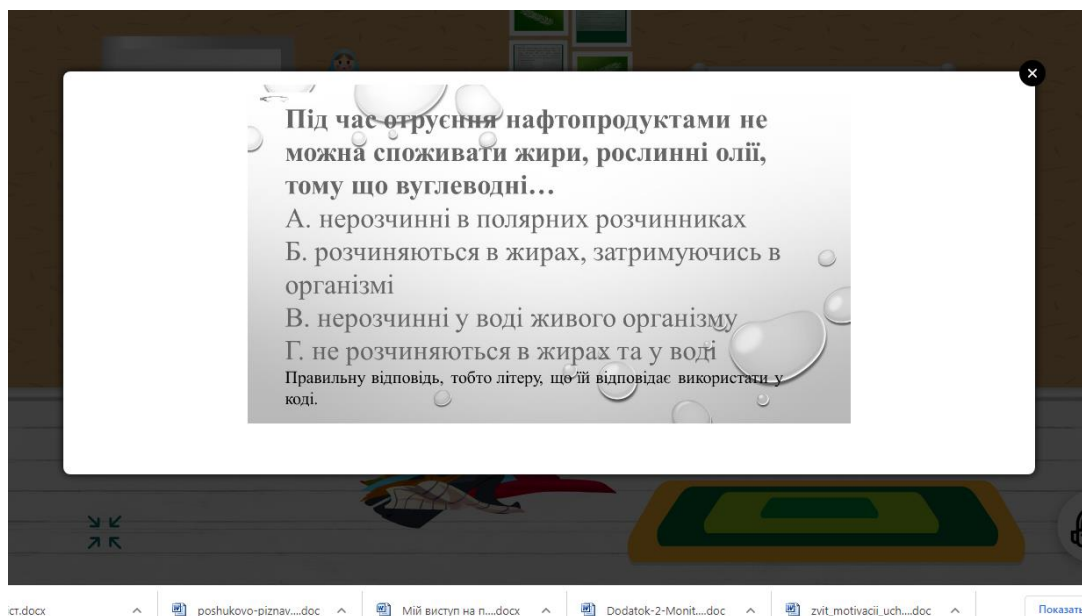 Під час отруєння нафтопродуктами не
можна споживати жири, рослинні олії,
тому що вуглеводні…
А. нерозчинні в полярних розчинниках
Б. розчиняються в жирах, затримуючись в
організмі
В. нерозчинні у воді живого організму
Г. не розчиняються в жирах та у воді
Правильну відповідь, тобто літеру, що їй відповідає використати у
коді.
ст.docx poshukovo-piznav....doc Мій виступ на п....docx Dodatok-2-Monit....doc zvit_motivacii_uch....doc Показать